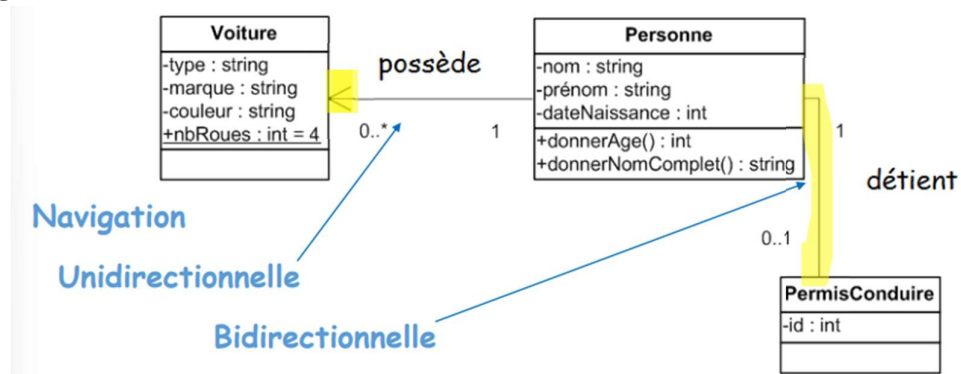 Voiture
-type : string
-marque : string
-couleur : string
+nbRoues : int = 4
possède
0..*
1
Personne
-nom : string
-prénom : string
-dateNaissance : int
+donnerAge() : int
+donnerNomComplet() : string
1
détient
0..1
Navigation
Unidirectionnelle
Bidirectionnelle
PermisConduire
-id : int